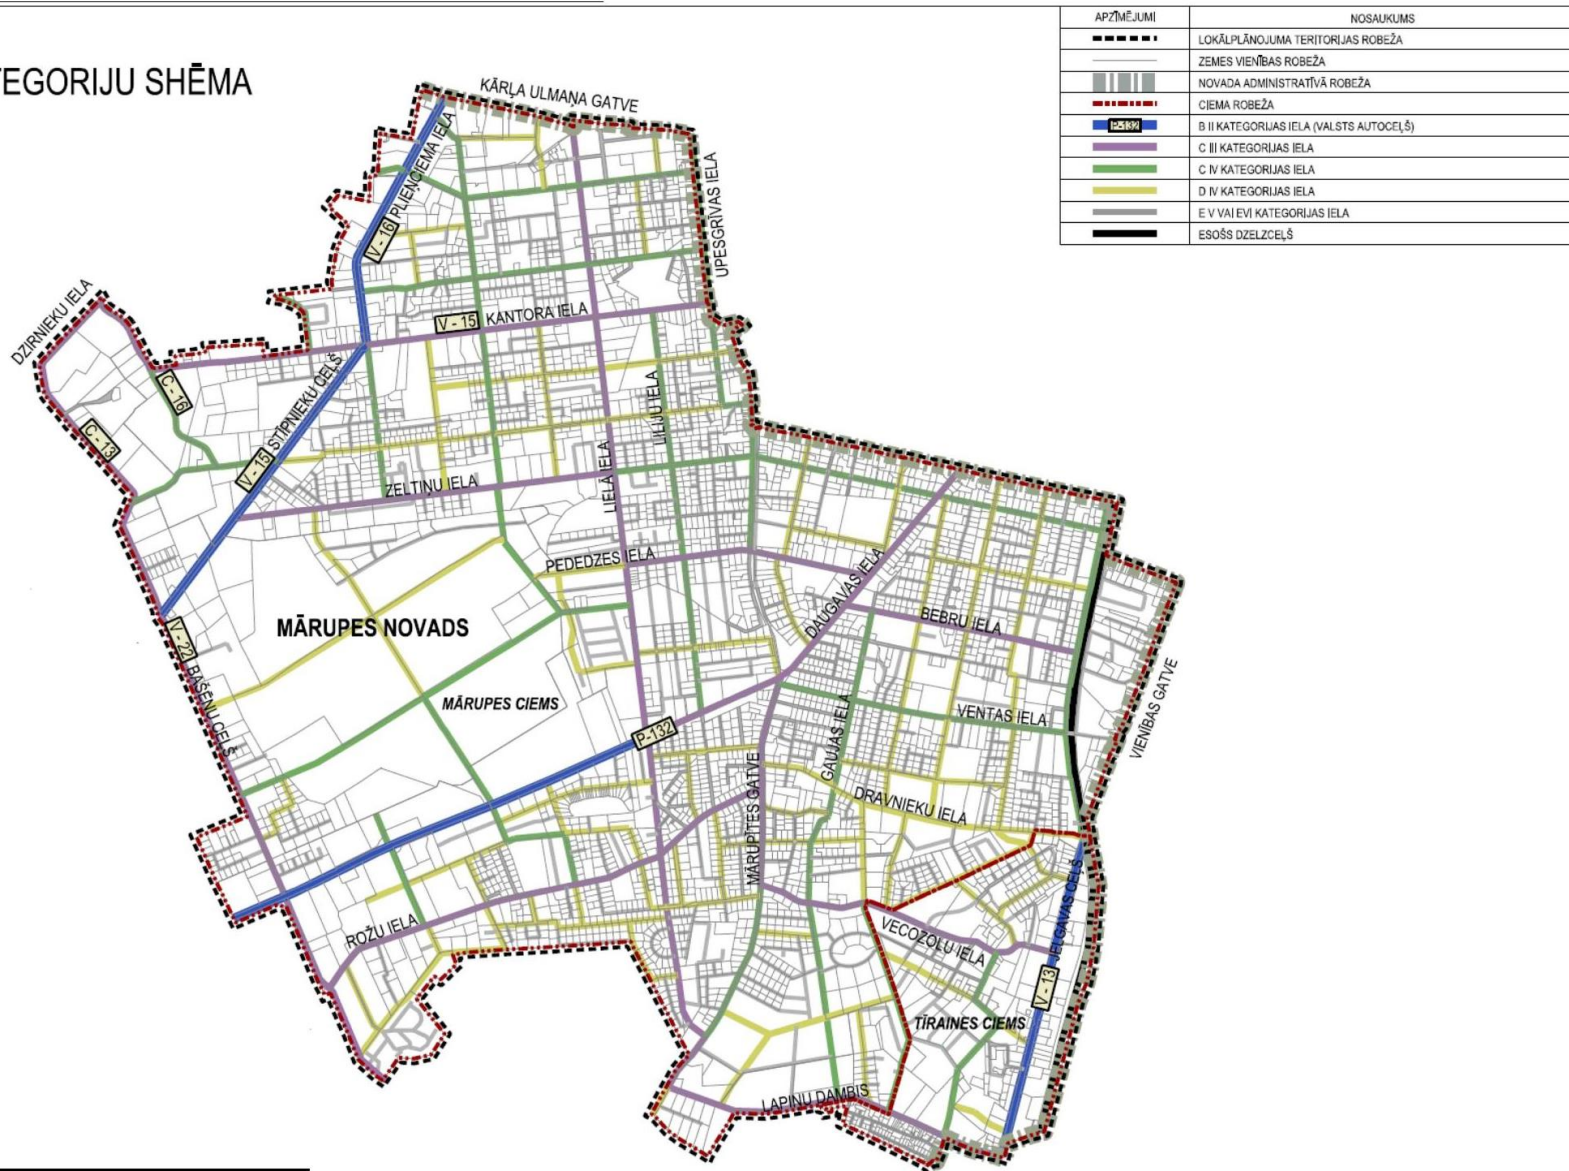 TEGORIJU SHĒMA
APZĪMĒJUMI NOSAUKUMS
LOKĀLPLĀNOJUMA TERITORIJAS ROBEŽA
ZEMES VIENĪBAS ROBEŽA
NOVADA ADMINISTRATĪVĀ ROBEŽA
CIEMA ROBEŽA
P-132 B II KATEGORIJAS IELA (VALSTS AUTOCEĻŠ)
C III KATEGORIJAS IELA
C IV KATEGORIJAS IELA
D IV KATEGORIJAS IELA
E V VAI EVI KATEGORIJAS IELA
ESOŠS DZELZCEĻŠ
KĀRĻA ULMAŅA GATVE
PLIEŅCIEMA IELA
V - 16
UPESGRĪVAS IELA
DZIRNIEKU IELA
V - 15 KANTORA IELA
C - 16
C - 13
STĪPNIEKU CEĻŠ
V - 15
LILIJU IELA
LIELĀ IELA
ZELTIŅU IELA
PEDEDZES IELA
DAUGAVAS IELA
BEBRU IELA
MĀRUPES NOVADS
V - 22 BAŠĒNU CEĻŠ
MĀRUPES CIEMS
P-132
GAUJAS IELA
VENTAS IELA
VIENĪBAS GATVE
MĀRUPĪTES GATVE
DRAVNIEKU IELA
ROŽU IELA
VECOZOLU IELA
JELGAVAS CEĻŠ
V - 13
TĪRAINES CIEMS
LAPIŅU DAMBIS